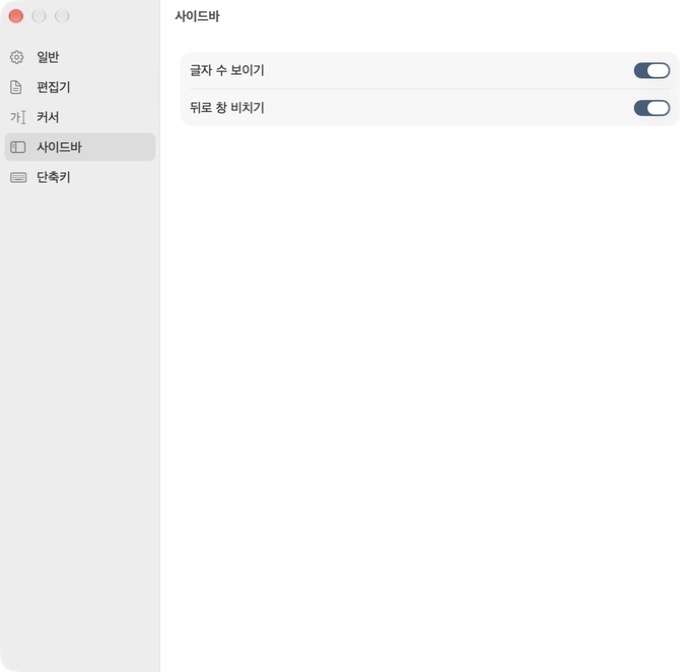 사이드바
일반
편집기
가 커서
사이드바
단축키
글자 수 보이기
뒤로 창 비치기